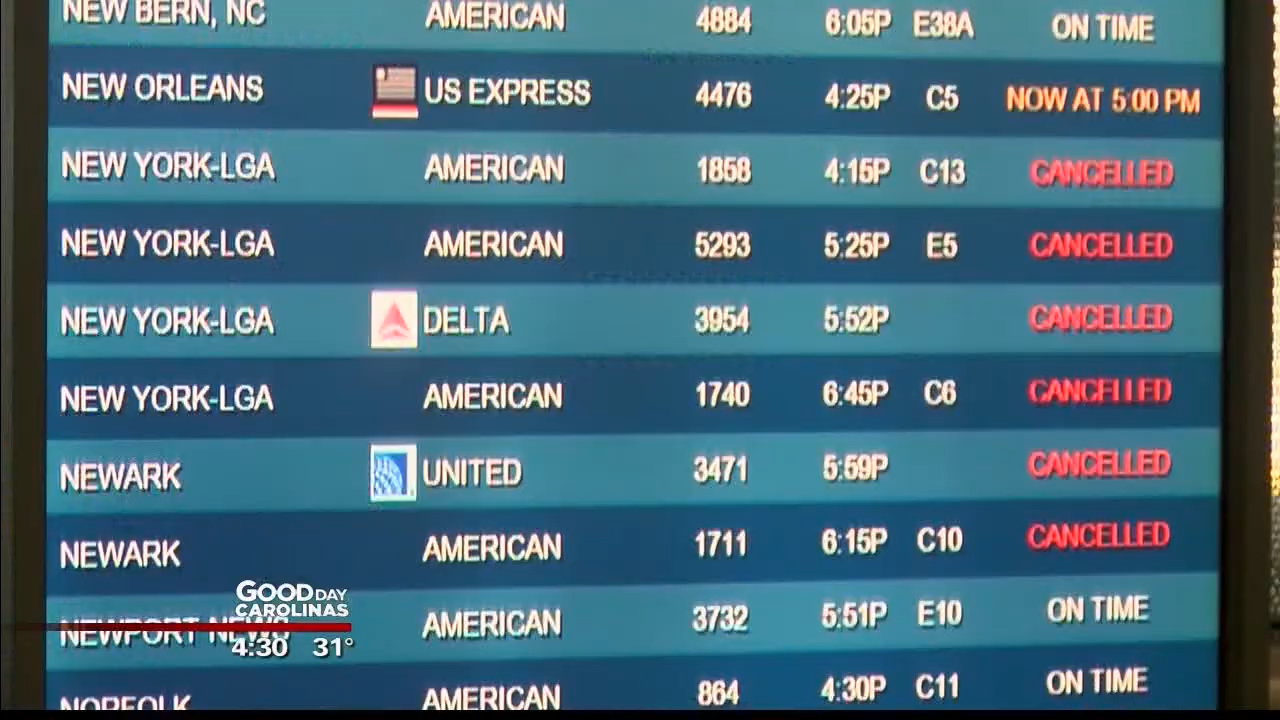 NEW BERN, NC AMERICAN 4884 6:05P E38A ON TIME
NEW ORLEANS US EXPRESS 4476 4:25P C5 NOW AT 5:00 PM
NEW YORK-LGA AMERICAN 1858 4:15P C13 CANCELLED
NEW YORK-LGA AMERICAN 5293 5:25P E5 CANCELLED
NEW YORK-LGA DELTA 3954 5:52P CANCELLED
NEW YORK-LGA AMERICAN 1740 6:45P C6 CANCELLED
NEWARK UNITED 3471 5:59P CANCELLED
NEWARK AMERICAN 1711 6:15P C10 CANCELLED
NEWPORT NEWS AMERICAN 3732 5:51P E10 ON TIME
NORFOLK AMERICAN 864 4:30P C11 ON TIME
GOOD DAY
CAROLINAS
4:30 31°